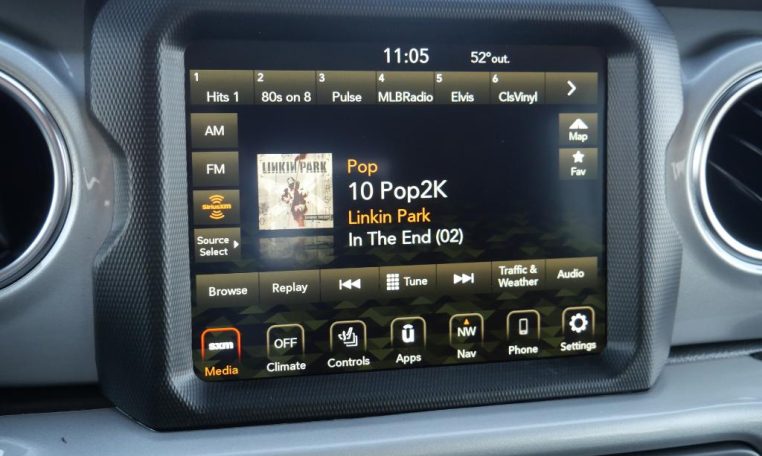 11:05 52°out.
1 Hits 1 2 80s on 8 3 Pulse 4 MLBRadio 5 Elvis 6 ClsVinyl
AM
Map
FM
Fav
LINKIN PARK
Pop
10 Pop2K
Linkin Park
In The End (02)
SiriusXM
Source
Select
Browse Replay Tune Traffic &
Weather Audio
sxm OFF NW
Media Climate Controls Apps Nav Phone Settings